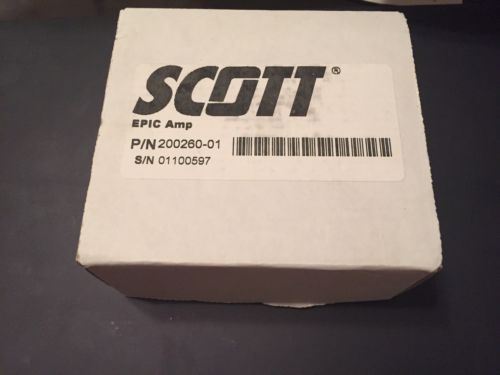 SCOTT®
EPIC Amp
P/N 200260-01
S/N 01100597